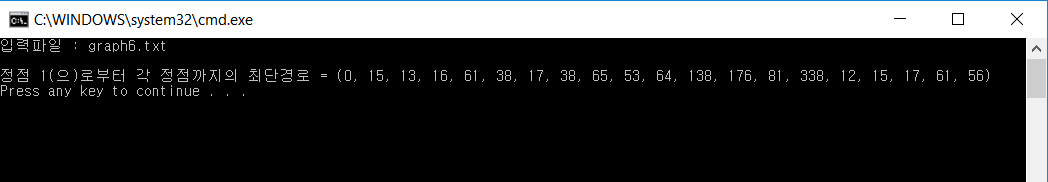 C:\WINDOWS\system32\cmd.exe
입력파일 : graph6.txt
정점 1(으)로부터 각 정점까지의 최단경로 = (0, 15, 13, 16, 61, 38, 17, 38, 65, 53, 64, 138, 176, 81, 338, 12, 15, 17, 61, 56)
Press any key to continue . . .